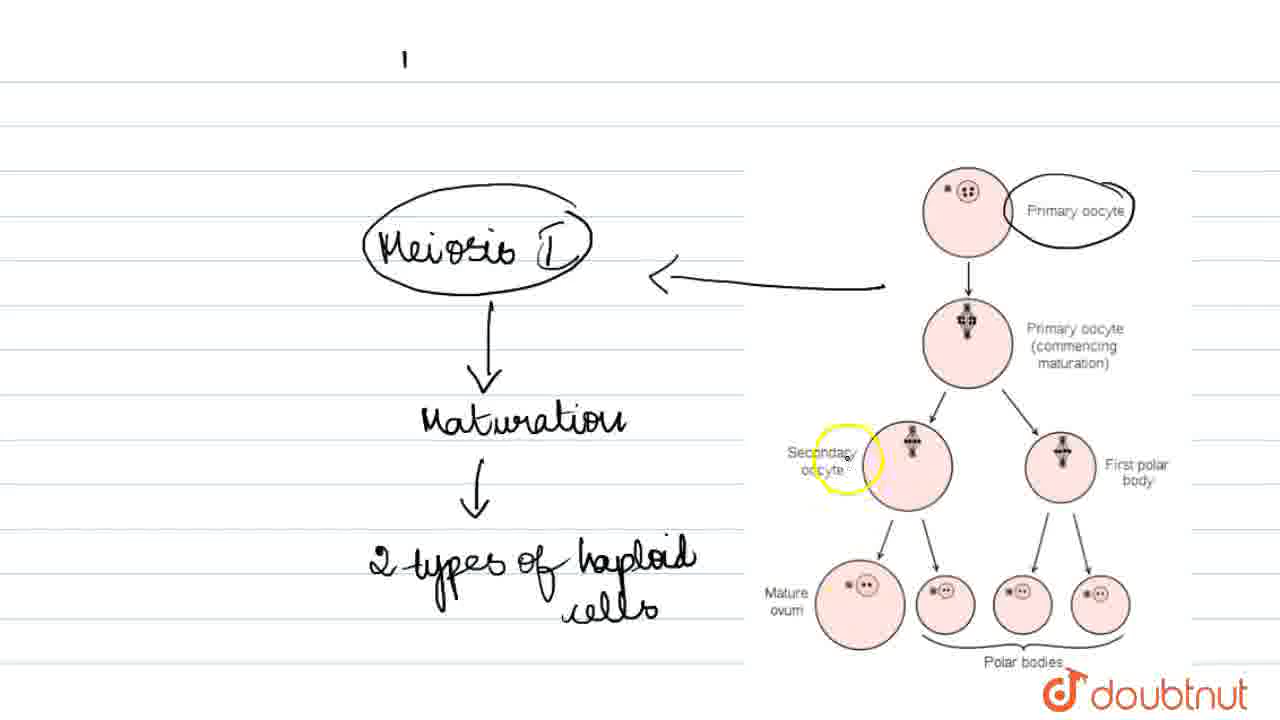 Meiosis I
Maturation
2 types of haploid
cells
Primary oocyte
Primary oocyte
(commencing
maturation)
Secondary
oocyte
First polar
body
Mature
ovum
Polar bodies
doubtnut